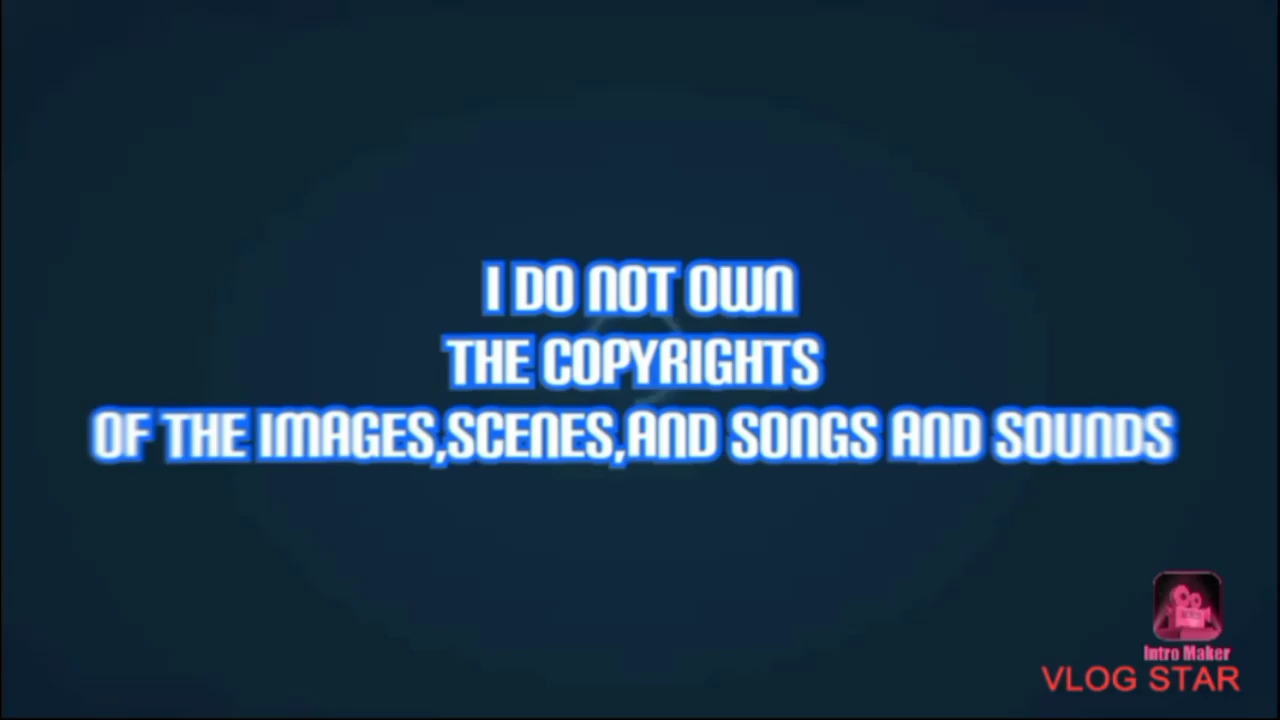 I DO NOT OWN
THE COPYRIGHTS
OF THE IMAGES,SCENES,AND SONGS AND SOUNDS
Intro Maker
VLOG STAR